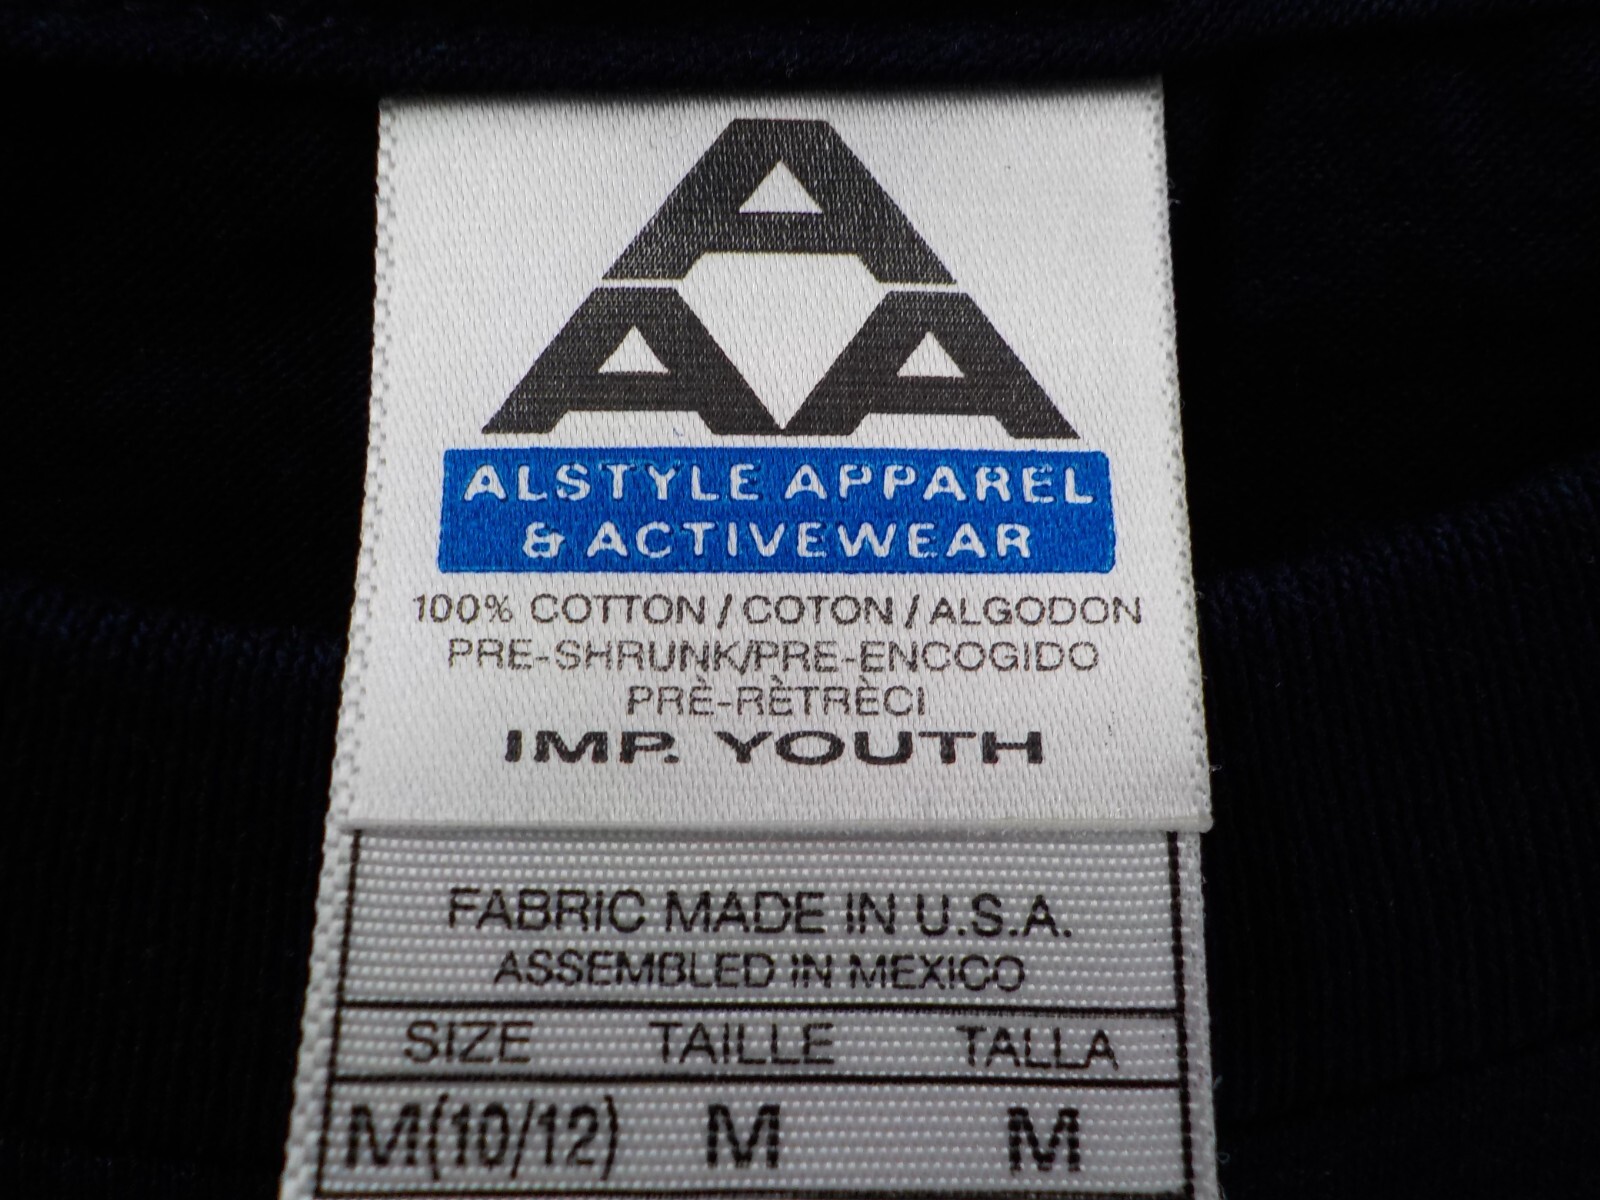 A
AA
ALSTYLE APPAREL
& ACTIVEWEAR
100% COTTON / COTON / ALGODON
PRE-SHRUNK/PRE-ENCOGIDO
PRÈ-RÈTRÈCI
IMP. YOUTH
FABRIC MADE IN U.S.A.
ASSEMBLED IN MEXICO
SIZE TAILLE TALLA
M(10/12) M M